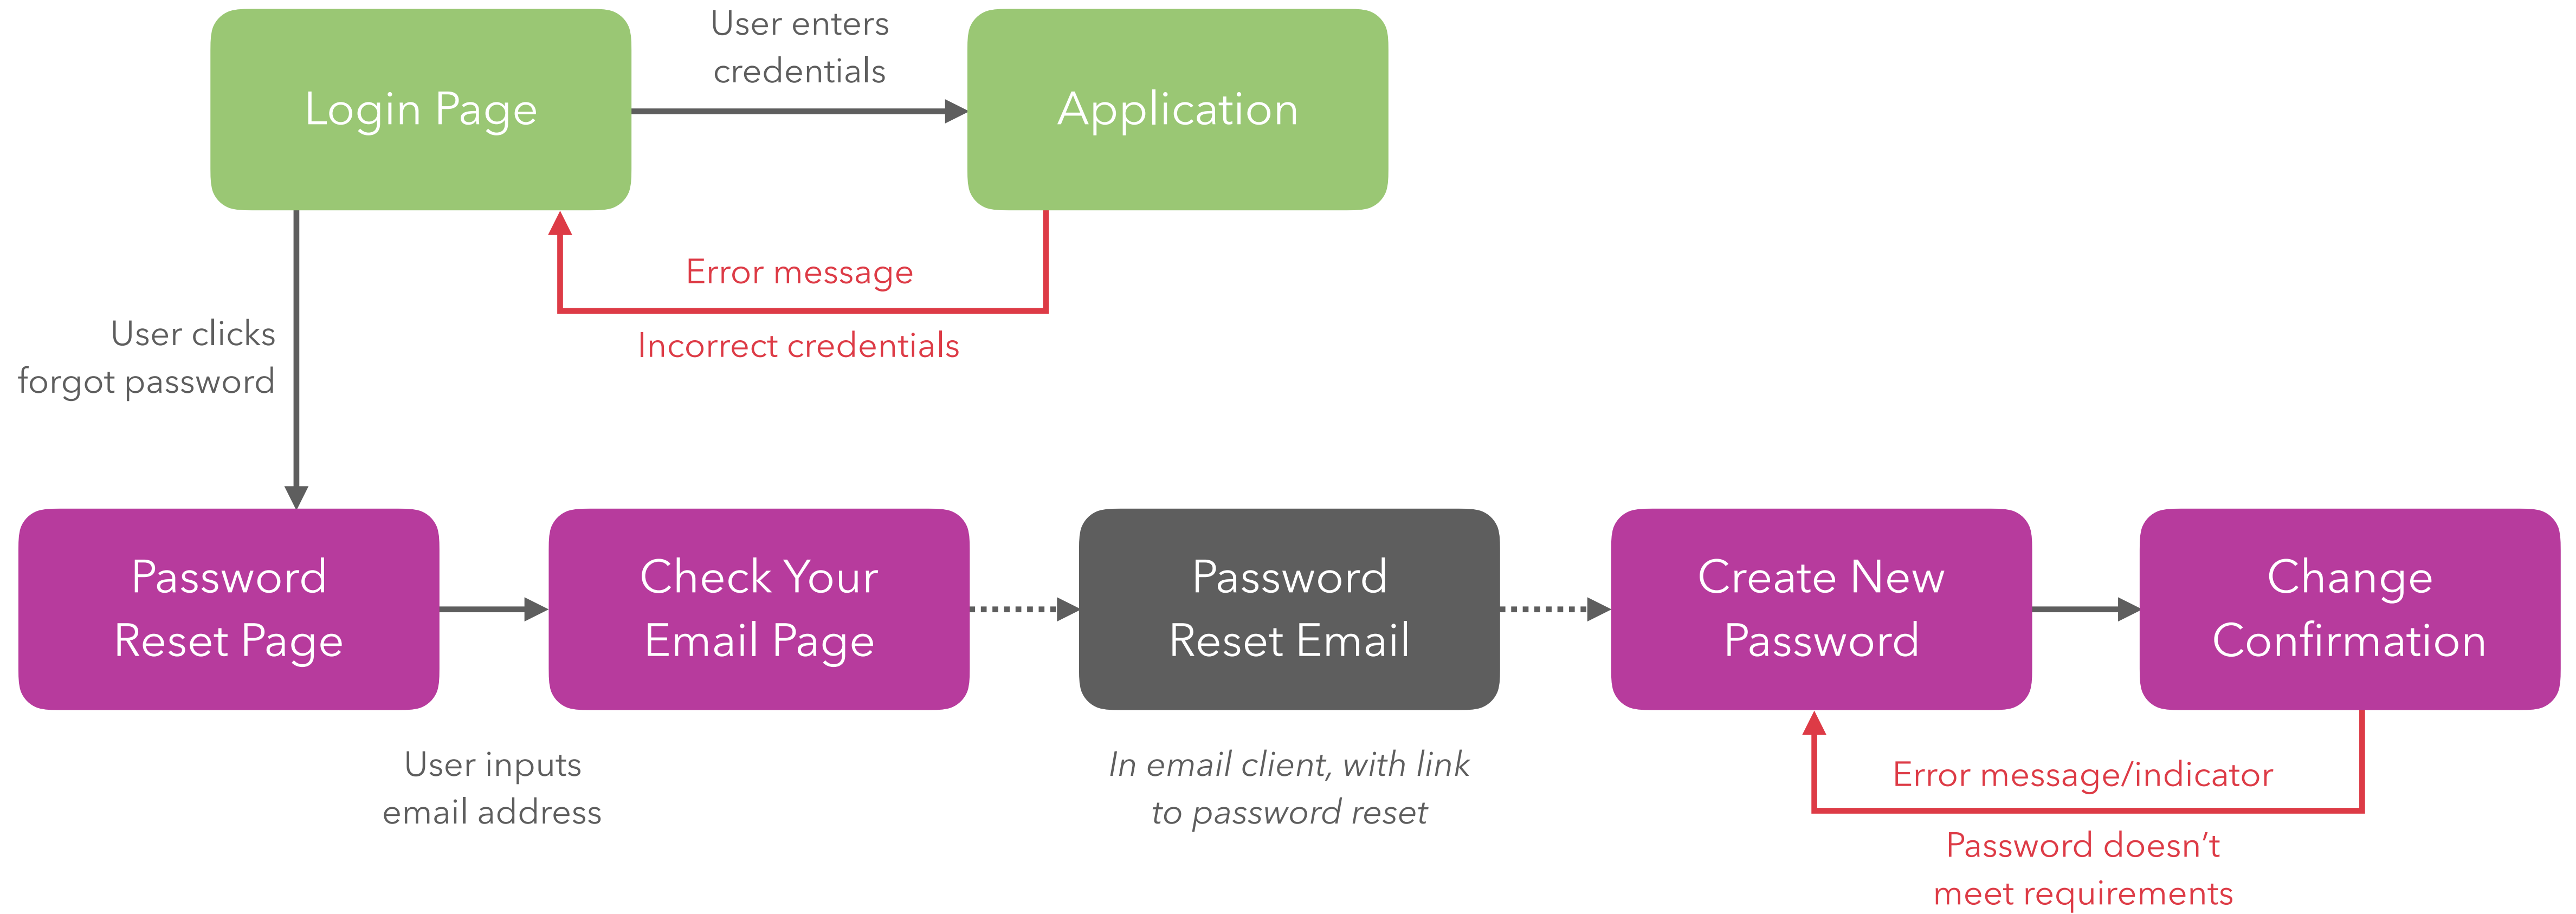 User enters
credentials
Login Page
Application
Error message
Incorrect credentials
User clicks
forgot password
Password
Reset Page
Check Your
Email Page
Password
Reset Email
Create New
Password
Change
Confirmation
User inputs
email address
In email client, with link
to password reset
Error message/indicator
Password doesn’t
meet requirements